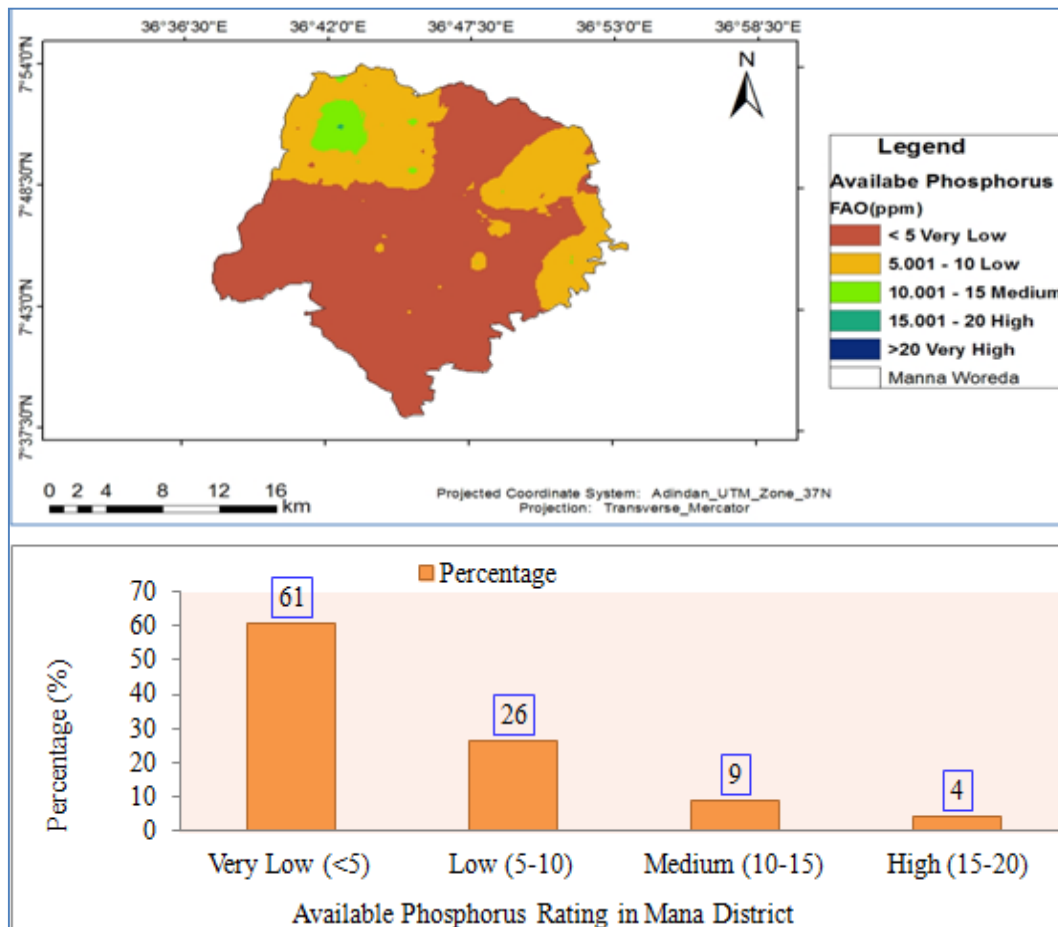 36°36'30"E 36°42'0"E 36°47'30"E 36°53'0"E 36°58'30"E
7°54'0"N
7°48'30"N
7°43'0"N
7°37'30"N
N
Legend
Availabe Phosphorus
FAO(ppm)
< 5 Very Low
5.001 - 10 Low
10.001 - 15 Medium
15.001 - 20 High
>20 Very High
Manna Woreda
0 2 4 8 12 16
km
Projected Coordinate System: Adindan_UTM_Zone_37N
Projection: Transverse_Mercator
Percentage
Percentage (%)
70
60
50
40
30
20
10
0
61
26
9
4
Very Low (<5) Low (5-10) Medium (10-15) High (15-20)
Available Phosphorus Rating in Mana District